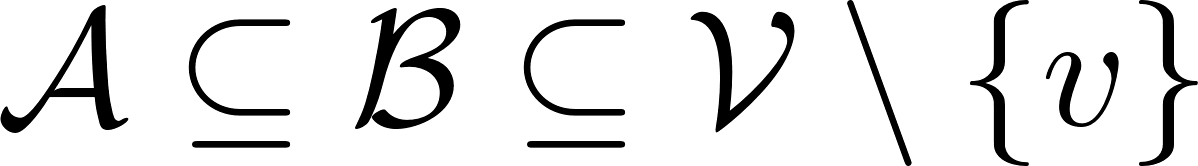 𝒜 ⊆ ℬ ⊆ 𝒱 \ {v}